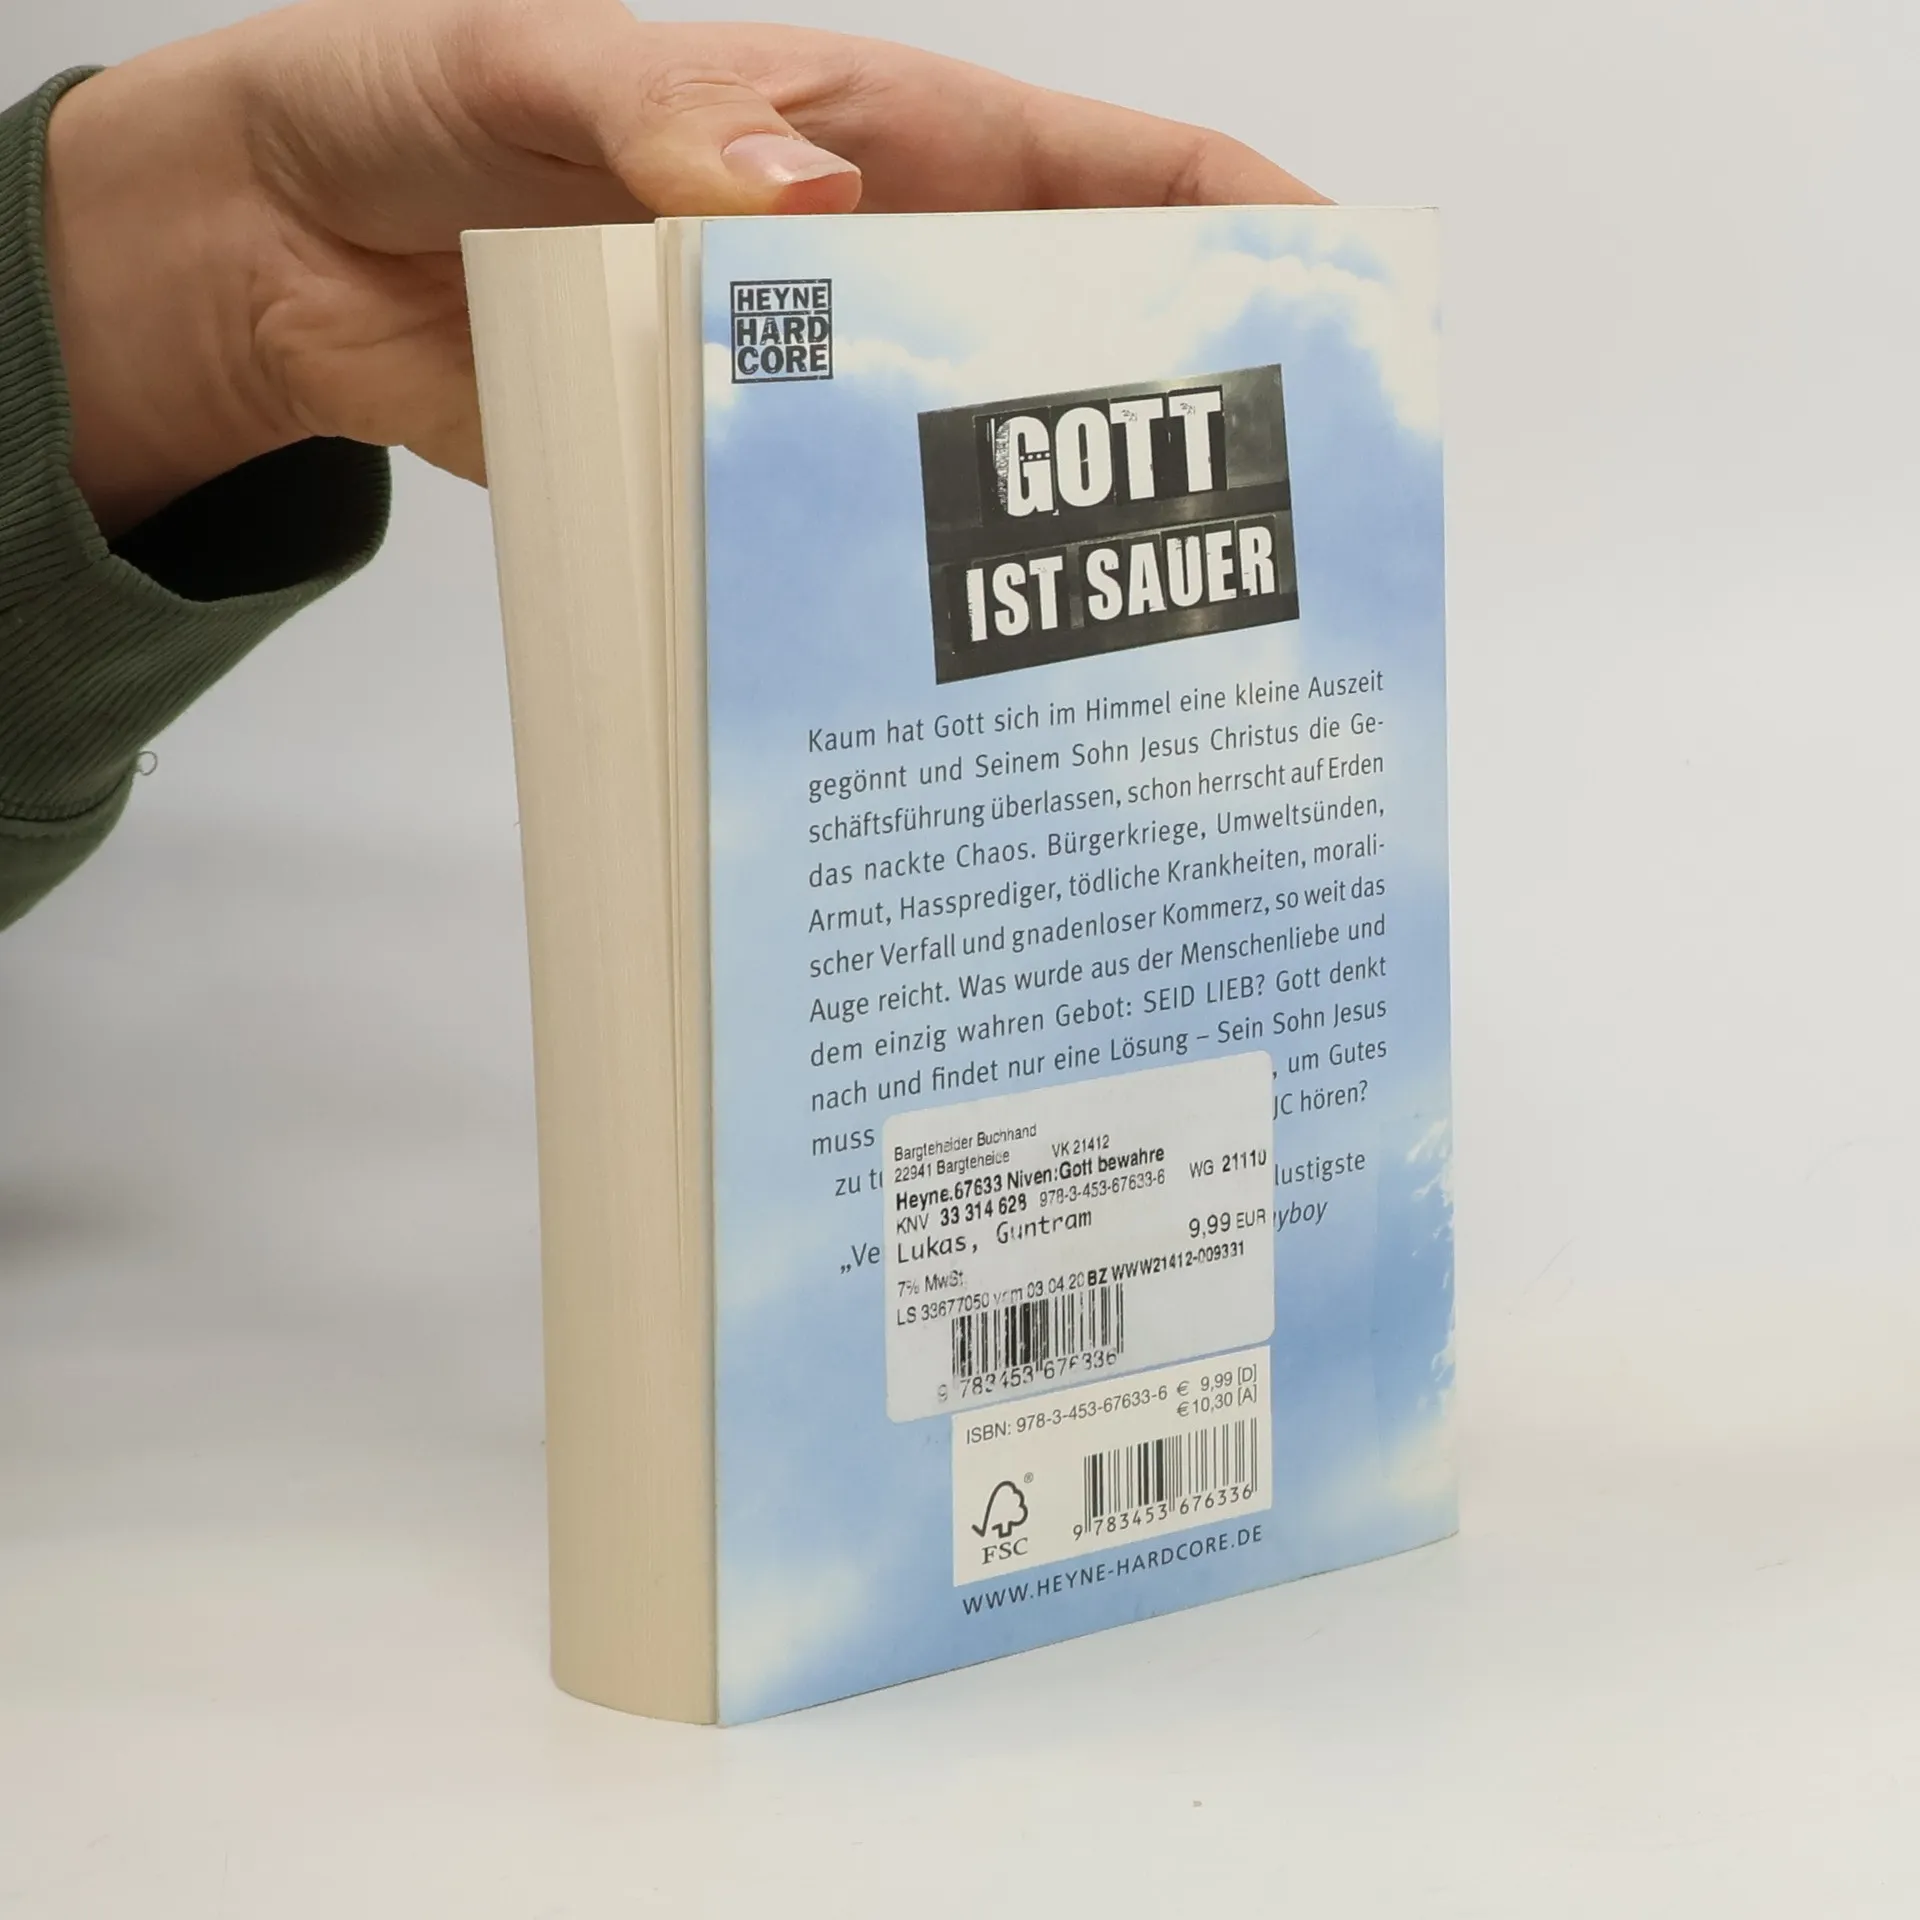 HEYNE
HARD
CORE
GOTT
IST SAUER
Kaum hat Gott sich im Himmel eine kleine Auszeit
gegönnt und Seinem Sohn Jesus Christus die Ge-
schäftsführung überlassen, schon herrscht auf Erden
das nackte Chaos. Bürgerkriege, Umweltsünden,
Armut, Hassprediger, tödliche Krankheiten, morali-
scher Verfall und gnadenloser Kommerz, so weit das
Auge reicht. Was wurde aus der Menschenliebe und
dem einzig wahren Gebot: SEID LIEB? Gott denkt
nach und findet nur eine Lösung – Sein Sohn Jesus
muss , um Gutes
zu JC hören?
lustigste
„Ve yboy
Bargteheider Buchhand
22941 Bargteheide VK 21412
Heyne.67633 Niven:Gott bewahre
KNV 33 314 628 978-3-453-67633-6 WG 21110
Lukas, Guntram 9,99 EUR
7% MwSt
LS 33677050 vom 03.04.20 BZ WWW21412-009331
9 783453 676336
ISBN: 978-3-453-67633-6 € 9,99 [D]
€ 10,30 [A]
9 783453 676336
® FSC
WWW.HEYNE-HARDCORE.DE